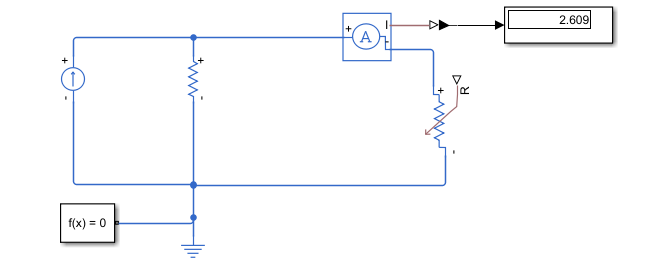 I
+ A -
2.609
+ + + R
- - -
f(x) = 0